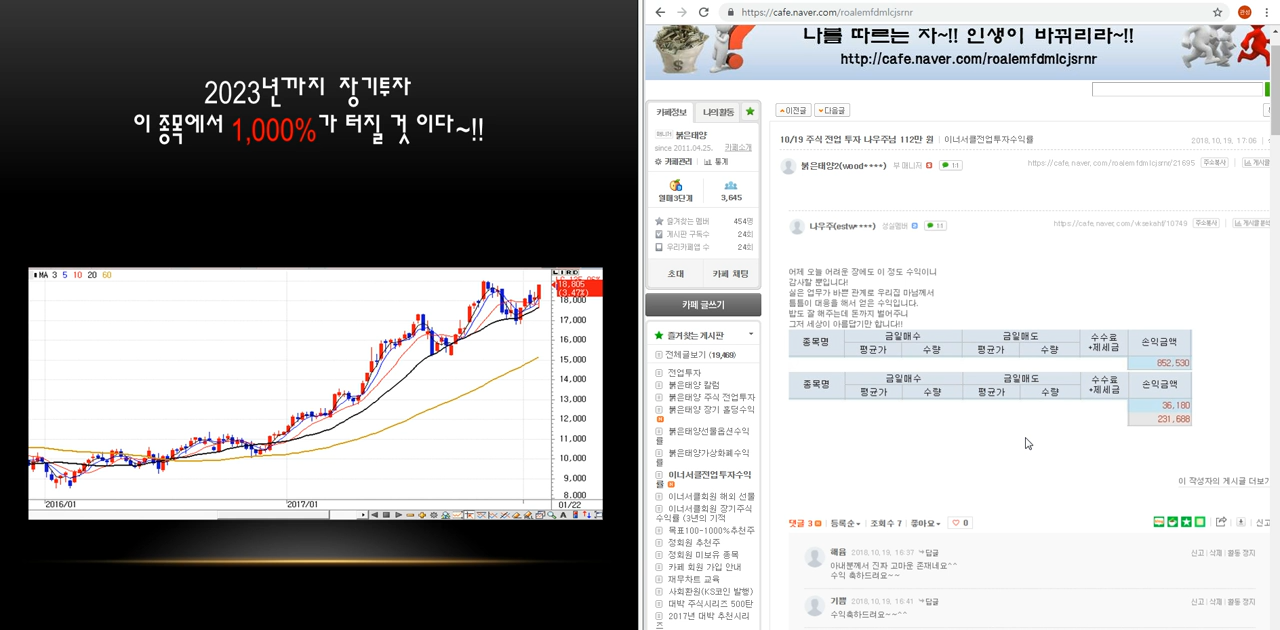 2023년까지 장기투자
이 종목에서 1,000%가 터질 것 이다~!!
MA 3 5 10 20 60
18,805
(3.47%)
18,000
17,000
16,000
15,000
14,000
13,000
12,000
11,000
10,000
9,000
8,000
2016/01
2017/01
01/22
https://cafe.naver.com/roalemfdmlcjsrnr
나를 따르는 자~!! 인생이 바뀌리라~!!
http://cafe.naver.com/roalemfdmlcjsrnr
카페정보
나의활동
붉은태양
since 2011.04.25.
카페소개
카페관리
통계
열매3단계
3,645
즐겨찾는 멤버 454명
게시판 구독수 24회
우리카페앱 수 24회
초대
카페 채팅
카페 글쓰기
즐겨찾는 게시판
전체글보기 (19,469)
전업투자
붉은태양 칼럼
붉은태양 주식 전업투자
붉은태양 장기 홀딩수익률
붉은태양선물옵션수익률
붉은태양가상화폐수익률
이너서클전업투자수익률
이너서클회원 해외 선물
이너서클회원 장기주식수익률 (3년의 기적
목표100-1000%추천주
정회원 추천주
정회원 미보유 종목
카페 회원 가입 안내
재무차트 교육
사회환원(KS코인 발행)
대박 주식시리즈 500탄
2017년 대박 추천시리즈
이전글
다음글
10/19 주식 전업 투자 나우주님 112만 원 | 이너서클전업투자수익률
2018.10.19. 17:06
붉은태양2(wood****) 부매니저 1:1
https://cafe.naver.com/roalemfdmlcjsrnr/21695 주소복사
나우주(estw****) 성실멤버 1:1
주소복사
어제 오늘 어려운 장에도 이 정도 수익이니
감사할 뿐입니다!
실은 업무가 바쁜 관계로 우리집 마님께서
틈틈이 대응을 해서 얻은 수익입니다.
밥도 잘 해주는데 돈까지 벌어주니
그저 세상이 아름답기만 합니다!!
종목명 금일매수 금일매도 수수료+제세금 손익금액
평균가 수량 평균가 수량
852,530
종목명 금일매수 금일매도 수수료+제세금 손익금액
평균가 수량 평균가 수량
36,180
231,688
이 작성자의 게시글 더보기
댓글 3 등록순 조회수 7 좋아요 0
신고
해움 2018.10.19. 16:37 답글
신고 | 삭제 | 활동 정지
아내분께서 진짜 고마운 존재네요^^
수익 축하드려요~~
기쁨 2018.10.19. 16:41 답글
신고 | 삭제 | 활동 정지
수익축하드려요~~^^